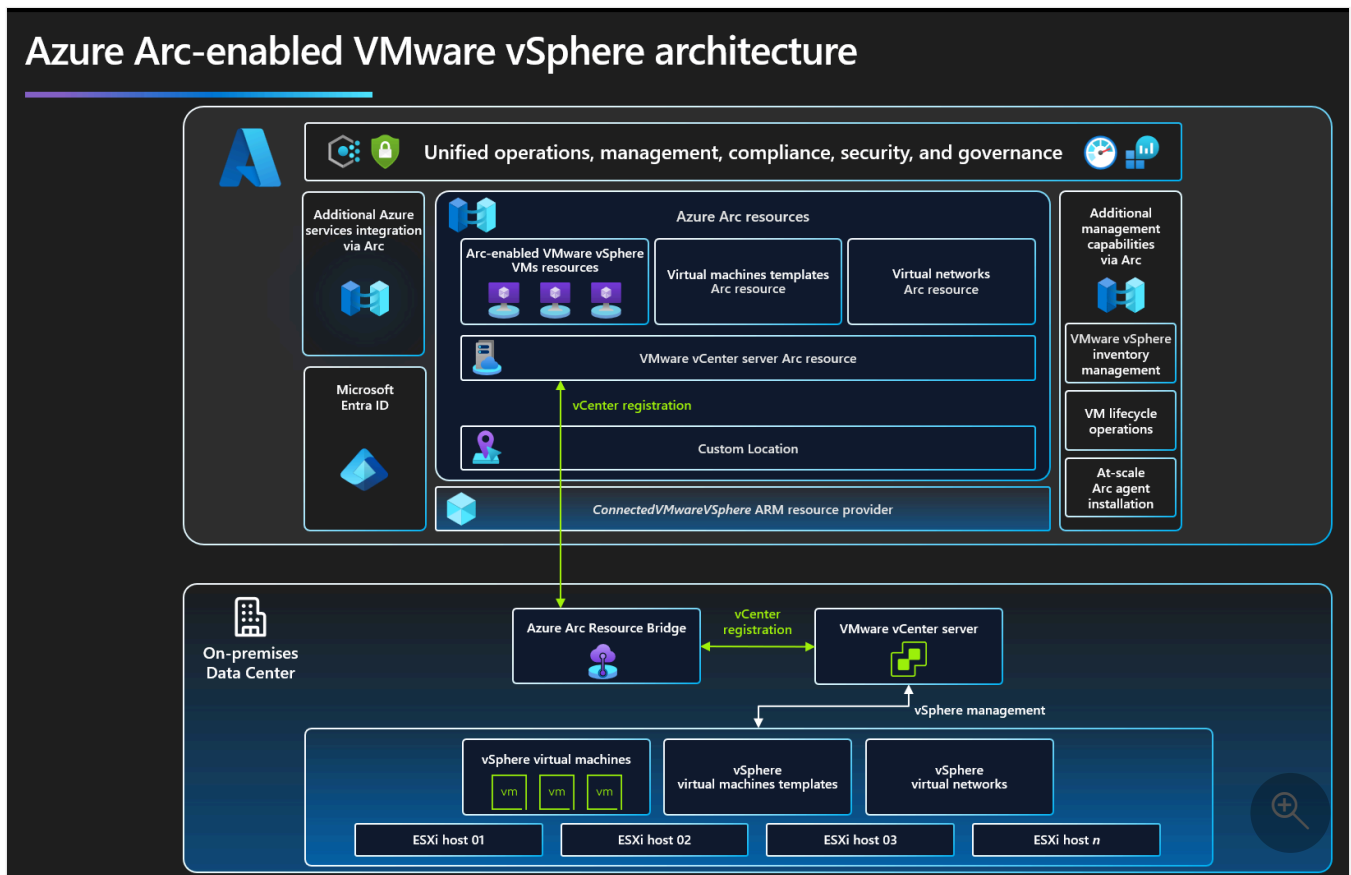 Azure Arc-enabled VMware vSphere architecture
Unified operations, management, compliance, security, and governance
Additional Azure
services integration
via Arc
Microsoft
Entra ID
Azure Arc resources
Arc-enabled VMware vSphere
VMs resources
Virtual machines templates
Arc resource
Virtual networks
Arc resource
VMware vCenter server Arc resource
vCenter registration
Custom Location
ConnectedVMwareVSphere ARM resource provider
Additional
management
capabilities
via Arc
VMware vSphere
inventory
management
VM lifecycle
operations
At-scale
Arc agent
installation
On-premises
Data Center
Azure Arc Resource Bridge
vCenter
registration
VMware vCenter server
vSphere management
vSphere virtual machines
vm
vm
vm
vSphere
virtual machines templates
vSphere
virtual networks
ESXi host 01
ESXi host 02
ESXi host 03
ESXi host n